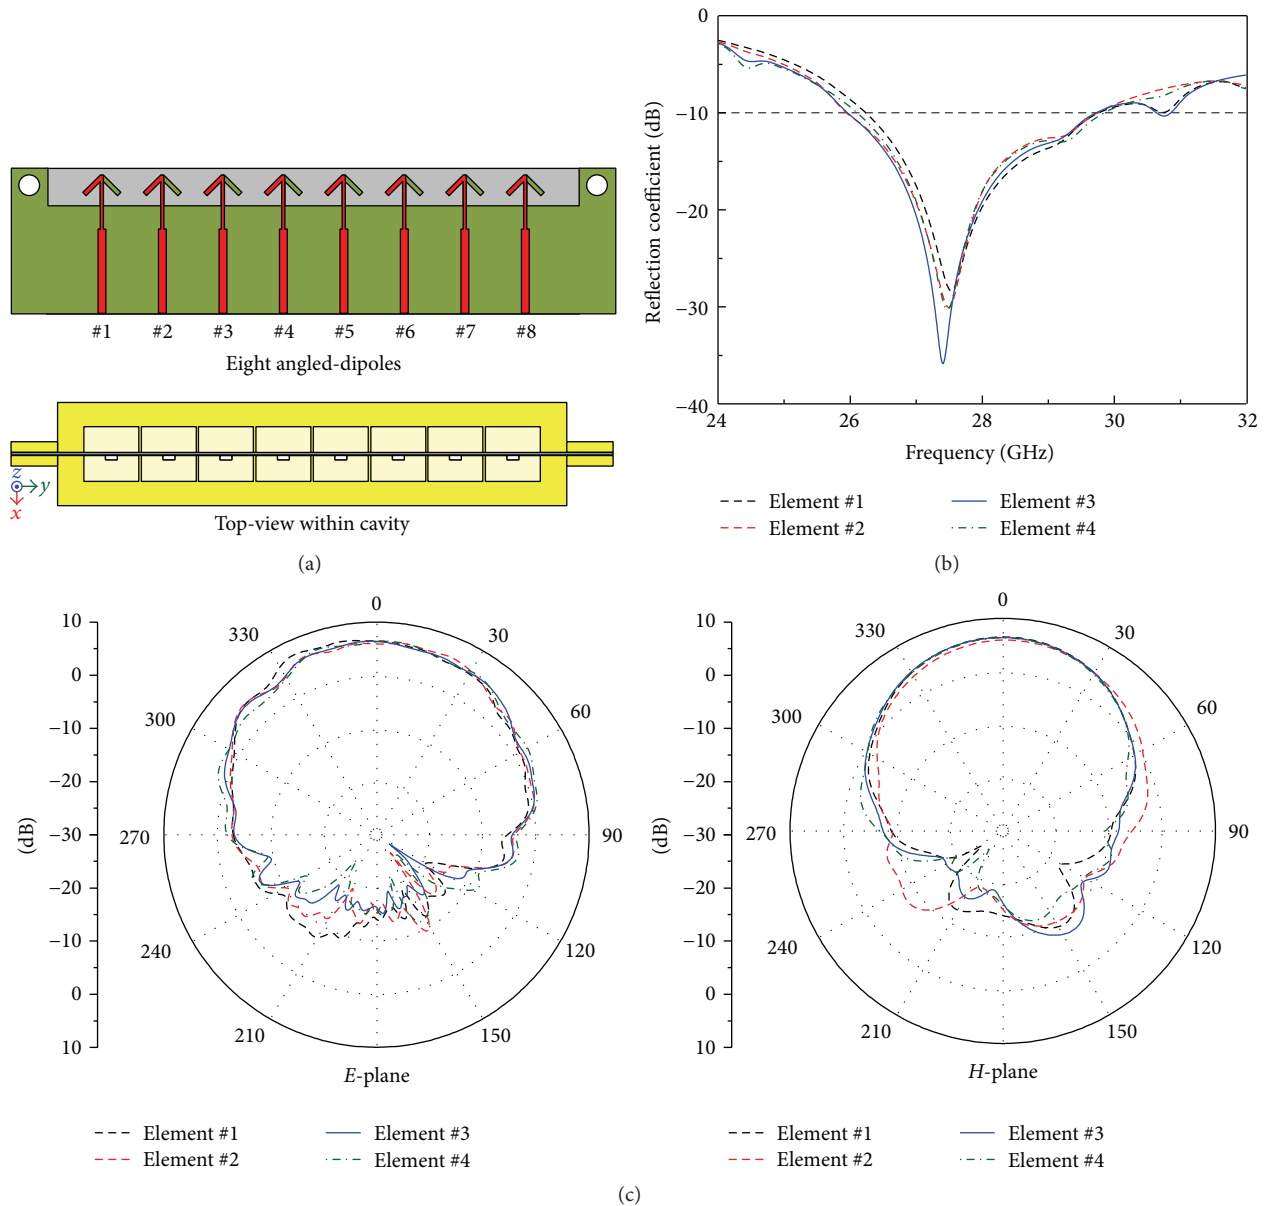 #1 #2 #3 #4 #5 #6 #7 #8
Eight angled-dipoles
z
y
x
Top-view within cavity
(a)
0
−10
−20
−30
−40
Reflection coefficient (dB)
24 26 28 30 32
Frequency (GHz)
Element #1 Element #3
Element #2 Element #4
(b)
10
0
−10
−20
−30
−20
−10
0
10
(dB)
0
30
60
90
120
150
210
240
270
300
330
E-plane
Element #1 Element #3
Element #2 Element #4
10
0
−10
−20
−30
−20
−10
0
10
(dB)
0
30
60
90
120
150
210
240
270
300
330
H-plane
Element #1 Element #3
Element #2 Element #4
(c)